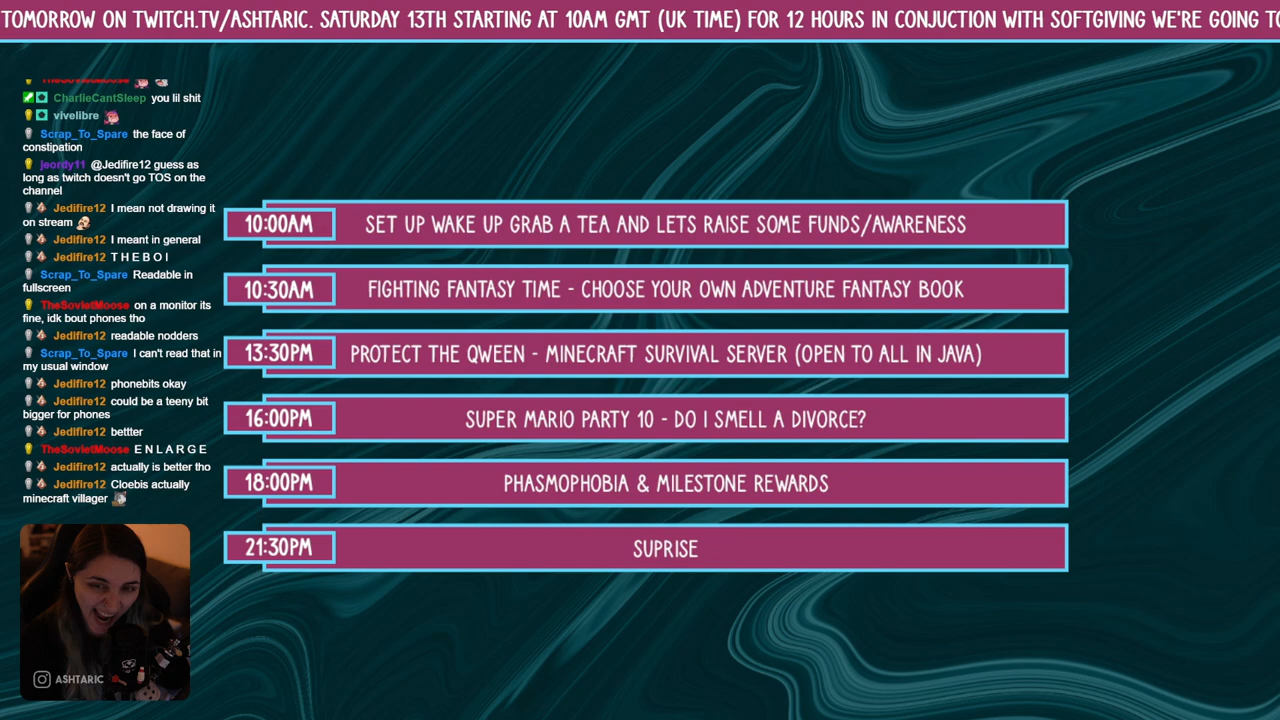 TOMORROW ON TWITCH.TV/ASHTARIC. SATURDAY 13TH STARTING AT 10AM GMT (UK TIME) FOR 12 HOURS IN CONJUCTION WITH SOFTGIVING WE'RE GOING TO
TheSovietMoose
CharlieCantSleep you lil shit
vivelibre
Scrap_To_Spare the face of
constipation
jeordy11 @Jedifire12 guess as
long as twitch doesn't go TOS on the
channel
Jedifire12 I mean not drawing it
on stream
Jedifire12 I meant in general
Jedifire12 T H E B O I
Scrap_To_Spare Readable in
fullscreen
TheSovietMoose on a monitor its
fine, idk bout phones tho
Jedifire12 readable nodders
Scrap_To_Spare I can't read that in
my usual window
Jedifire12 phonebits okay
Jedifire12 could be a teeny bit
bigger for phones
Jedifire12 bettter
TheSovietMoose E N L A R G E
Jedifire12 actually is better tho
Jedifire12 Cloebis actually
minecraft villager
10:00AM SET UP WAKE UP GRAB A TEA AND LETS RAISE SOME FUNDS/AWARENESS
10:30AM FIGHTING FANTASY TIME - CHOOSE YOUR OWN ADVENTURE FANTASY BOOK
13:30PM PROTECT THE QWEEN - MINECRAFT SURVIVAL SERVER (OPEN TO ALL IN JAVA)
16:00PM SUPER MARIO PARTY 10 - DO I SMELL A DIVORCE?
18:00PM PHASMOPHOBIA & MILESTONE REWARDS
21:30PM SUPRISE
ASHTARIC